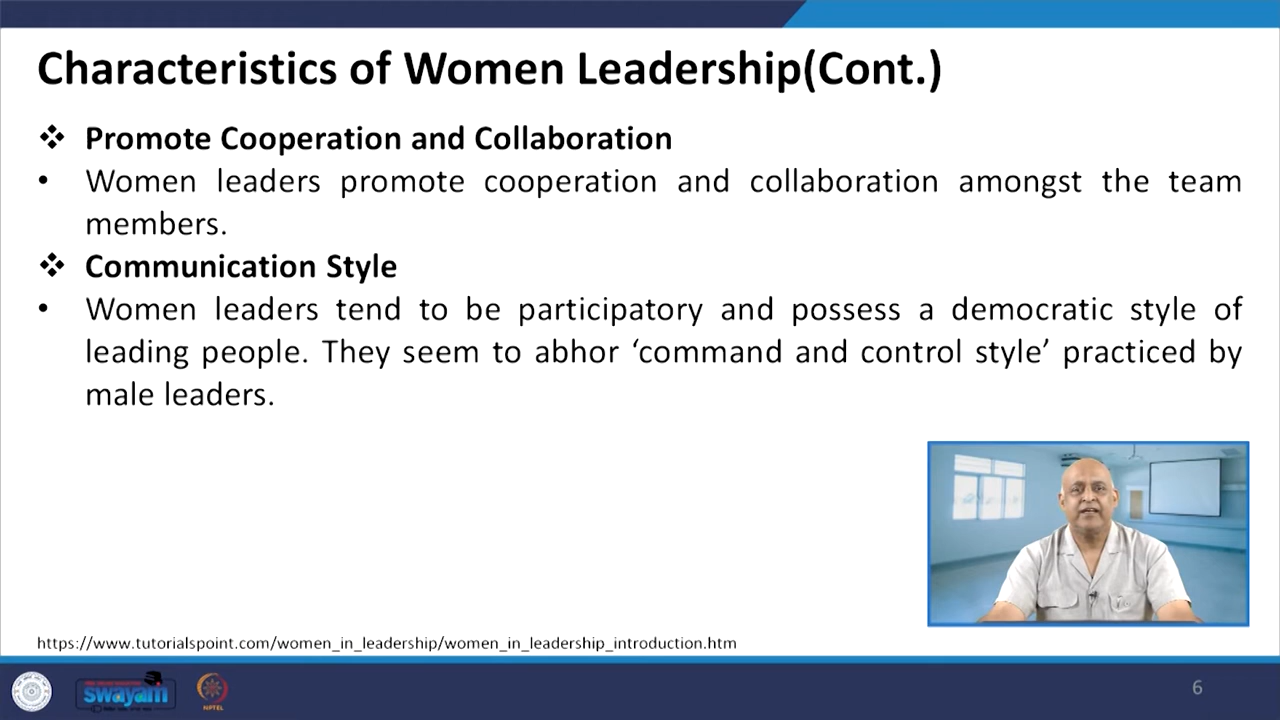 Characteristics of Women Leadership(Cont.)
❖ Promote Cooperation and Collaboration
• Women leaders promote cooperation and collaboration amongst the team
members.
❖ Communication Style
• Women leaders tend to be participatory and possess a democratic style of
leading people. They seem to abhor ‘command and control style’ practiced by
male leaders.
https://www.tutorialspoint.com/women_in_leadership/women_in_leadership_introduction.htm
swayam
NPTEL
6